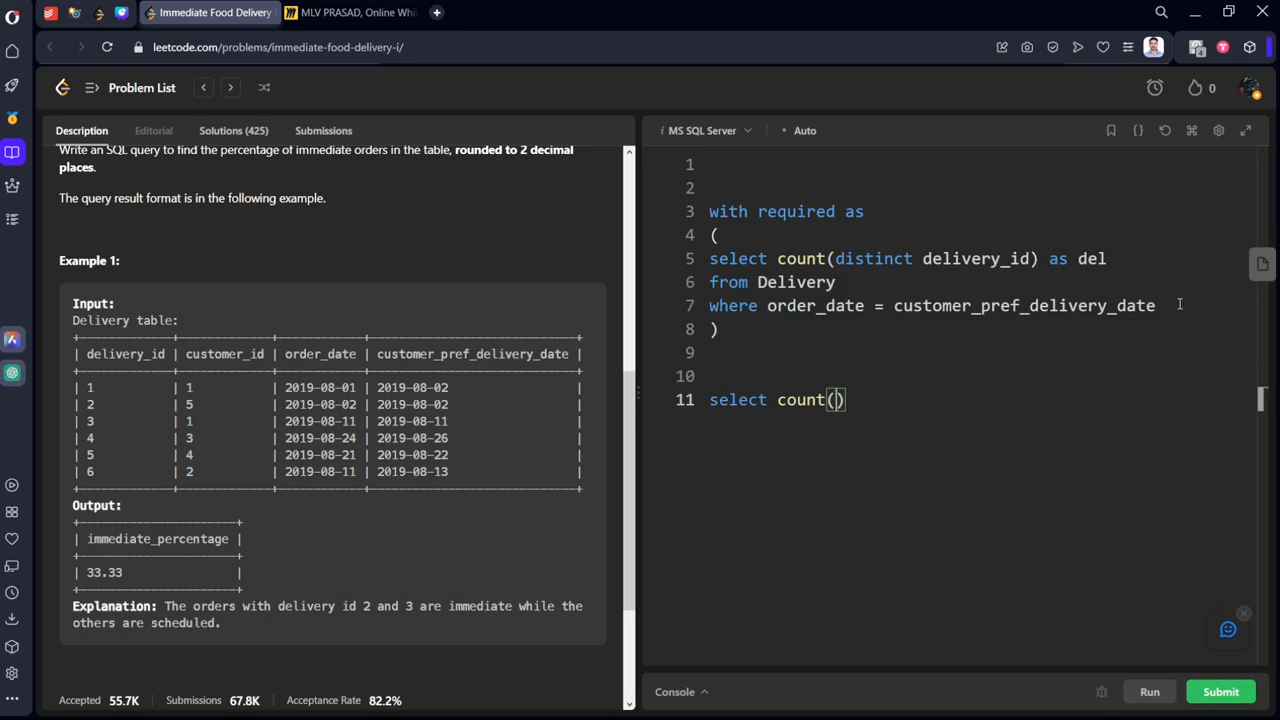 Immediate Food Delivery
MLV PRASAD, Online Whit
leetcode.com/problems/immediate-food-delivery-i/
4
Problem List
0
Description
Editorial
Solutions (425)
Submissions
Write an SQL query to find the percentage of immediate orders in the table, rounded to 2 decimal
places.
The query result format is in the following example.
Example 1:
Input:
Delivery table:
| delivery_id | customer_id | order_date | customer_pref_delivery_date |
| 1 | 1 | 2019-08-01 | 2019-08-02 |
| 2 | 5 | 2019-08-02 | 2019-08-02 |
| 3 | 1 | 2019-08-11 | 2019-08-11 |
| 4 | 3 | 2019-08-24 | 2019-08-26 |
| 5 | 4 | 2019-08-21 | 2019-08-22 |
| 6 | 2 | 2019-08-11 | 2019-08-13 |
Output:
| immediate_percentage |
| 33.33 |
Explanation: The orders with delivery id 2 and 3 are immediate while the
others are scheduled.
Accepted 55.7K
Submissions 67.8K
Acceptance Rate 82.2%
i MS SQL Server
• Auto
1
2
3 with required as
4 (
5 select count(distinct delivery_id) as del
6 from Delivery
7 where order_date = customer_pref_delivery_date
8 )
9
10
11 select count()
Console
Run
Submit